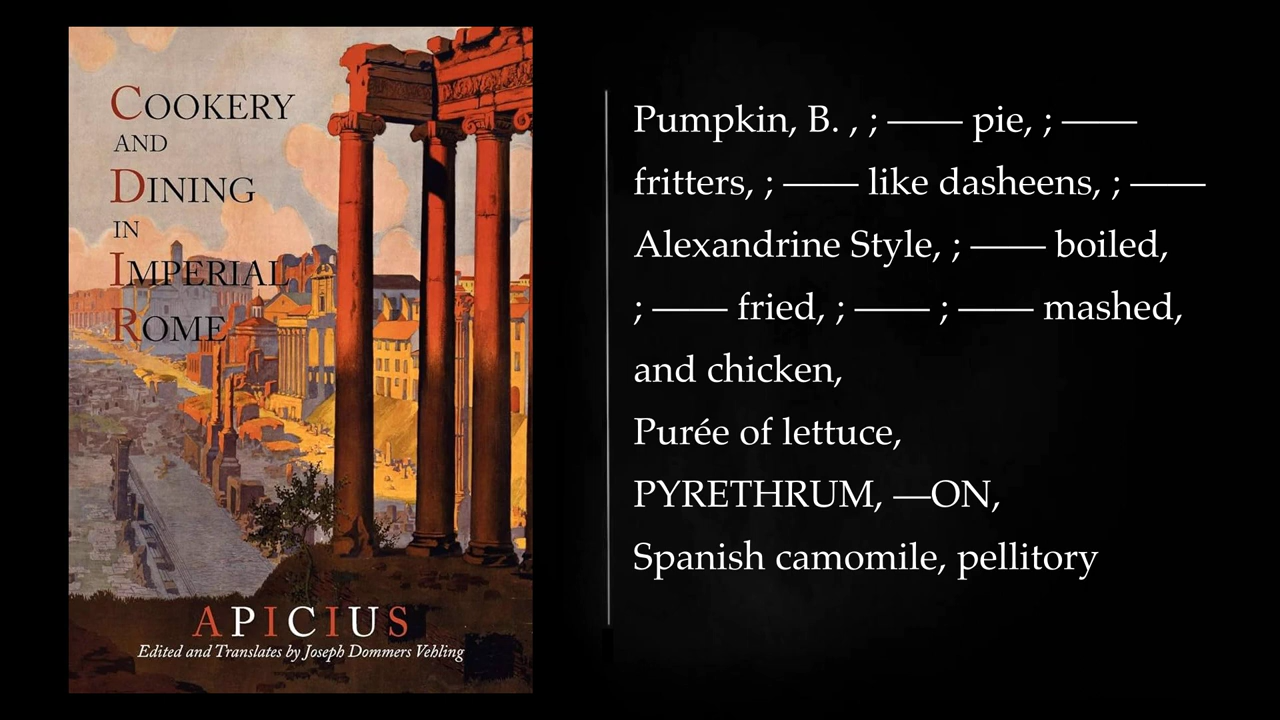 COOKERY
AND
DINING
IN
IMPERIAL
ROME
APICIUS
Edited and Translates by Joseph Dommers Vehling
Pumpkin, B. , ; —— pie, ; ——
fritters, ; —— like dasheens, ; ——
Alexandrine Style, ; —— boiled,
; —— fried, ; —— ; —— mashed,
and chicken,
Purée of lettuce,
PYRETHRUM, —ON,
Spanish camomile, pellitory